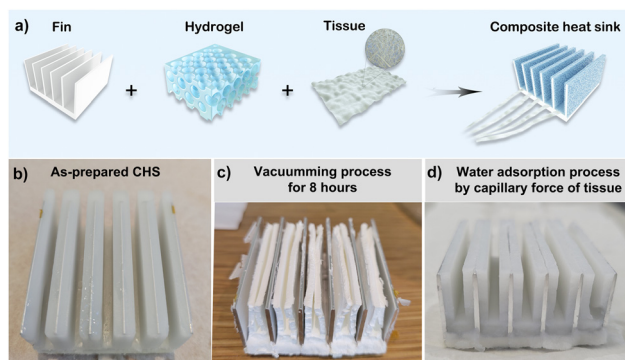 a)
Fin
Hydrogel
Tissue
Composite heat sink
+
+
b)
As-prepared CHS
c)
Vacuumming process
for 8 hours
d)
Water adsorption process
by capillary force of tissue